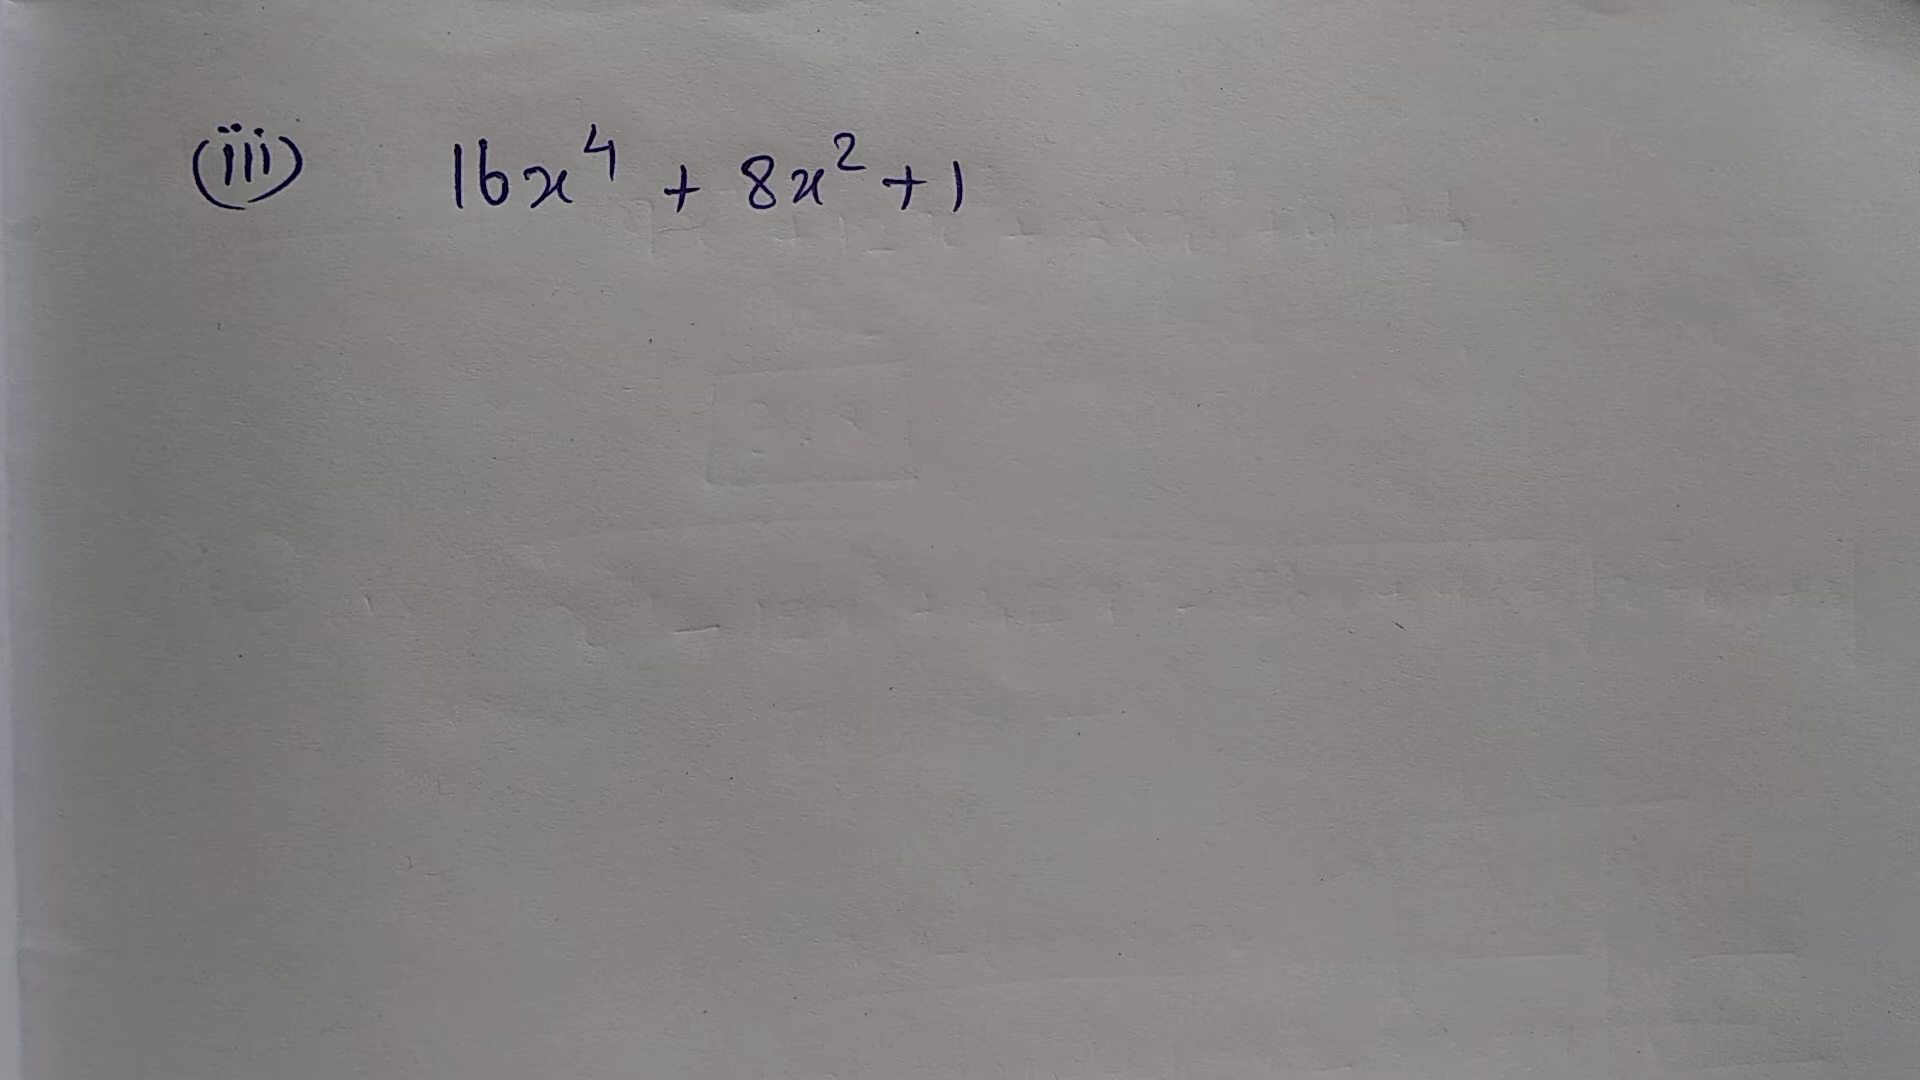 (iii) 16x⁴ + 8x² + 1